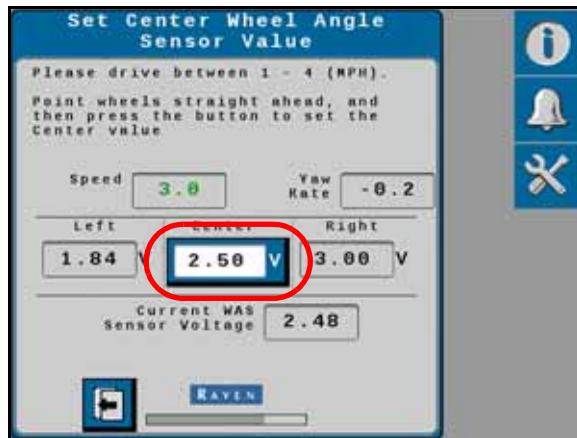 Set Center Wheel Angle
Sensor Value
Please drive between 1 - 4 (MPH).
Point wheels straight ahead, and
then press the button to set the
Center value
Speed 3.0 Yaw Rate -0.2
Left Center Right
1.84 V 2.50 V 3.00 V
Current WAS
Sensor Voltage 2.48
RAVEN